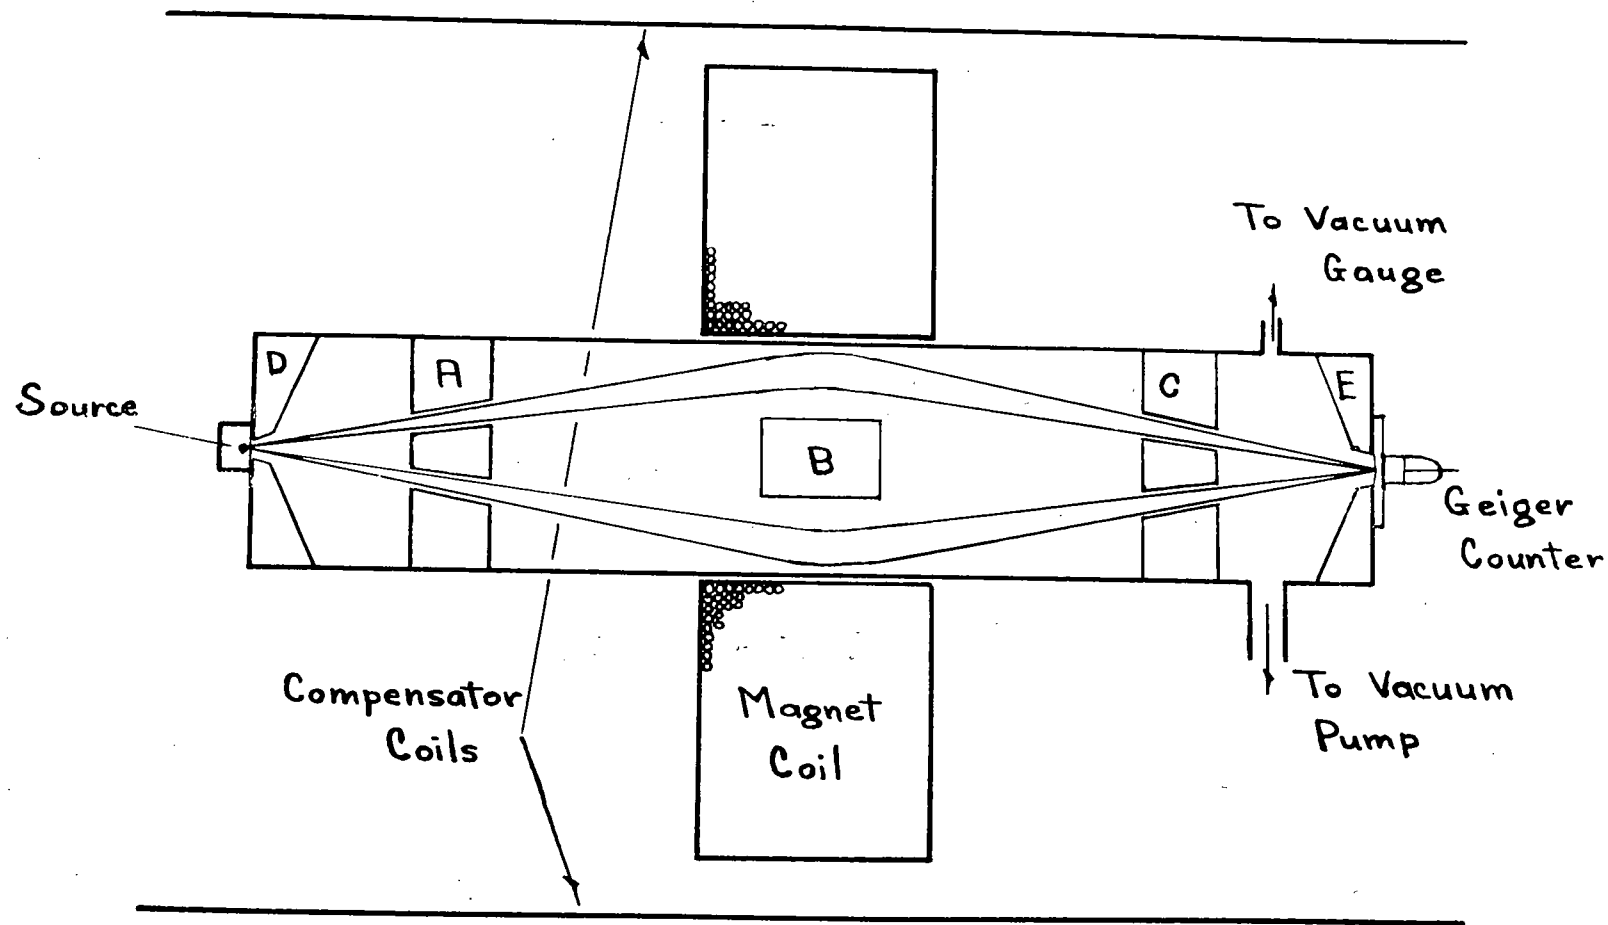 To Vacuum
Gauge
D
A
C
E
Source
B
Geiger
Counter
Compensator
Coils
Magnet
Coil
To Vacuum
Pump